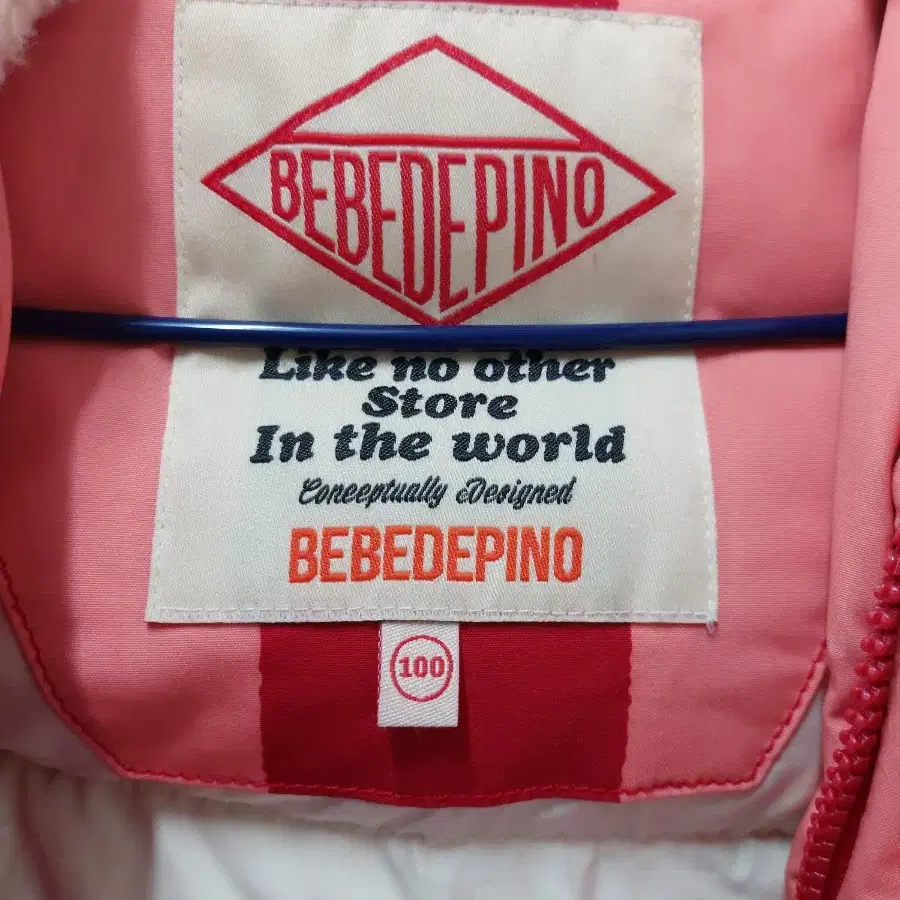 BEBEDEPINO
Like no other
Store
In the world
Conceptually Designed
BEBEDEPINO
100